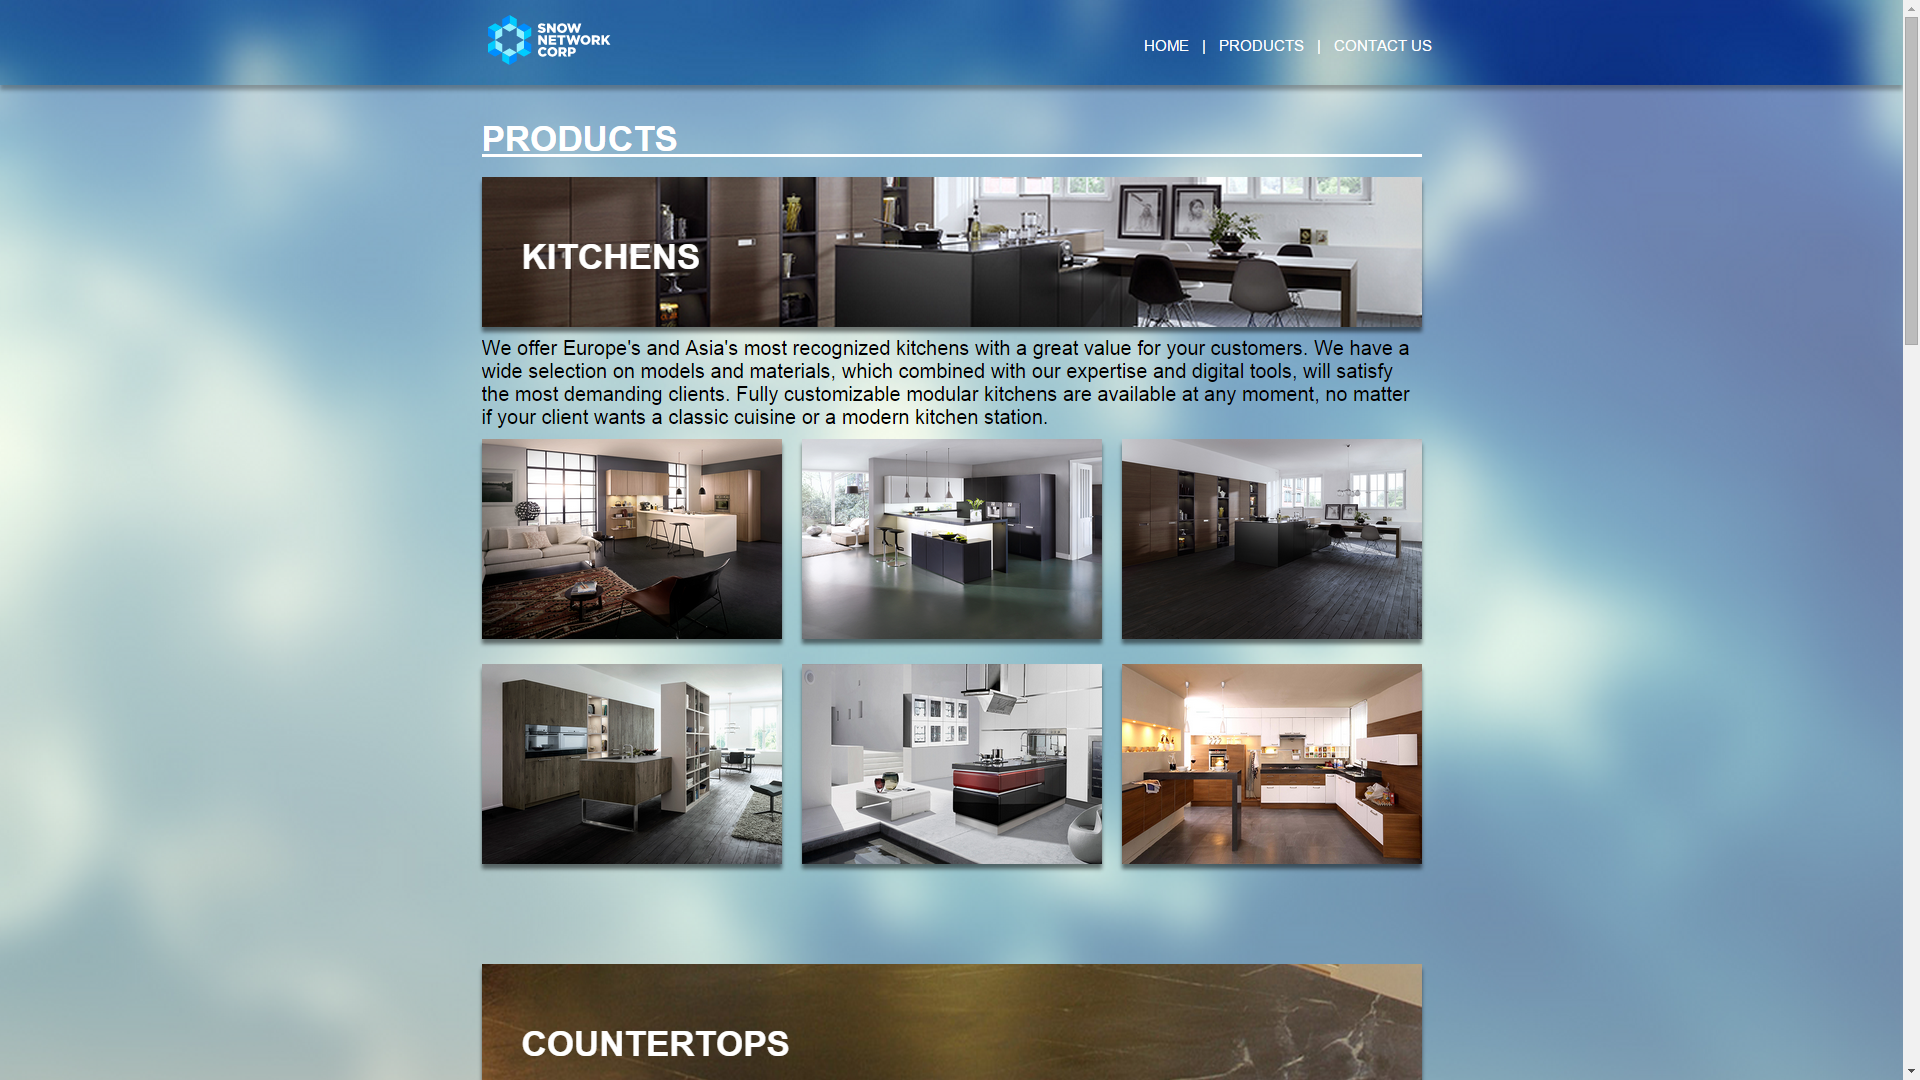 SNOW
NETWORK
CORP
HOME | PRODUCTS | CONTACT US
PRODUCTS
KITCHENS
We offer Europe's and Asia's most recognized kitchens with a great value for your customers. We have a
wide selection on models and materials, which combined with our expertise and digital tools, will satisfy
the most demanding clients. Fully customizable modular kitchens are available at any moment, no matter
if your client wants a classic cuisine or a modern kitchen station.
COUNTERTOPS